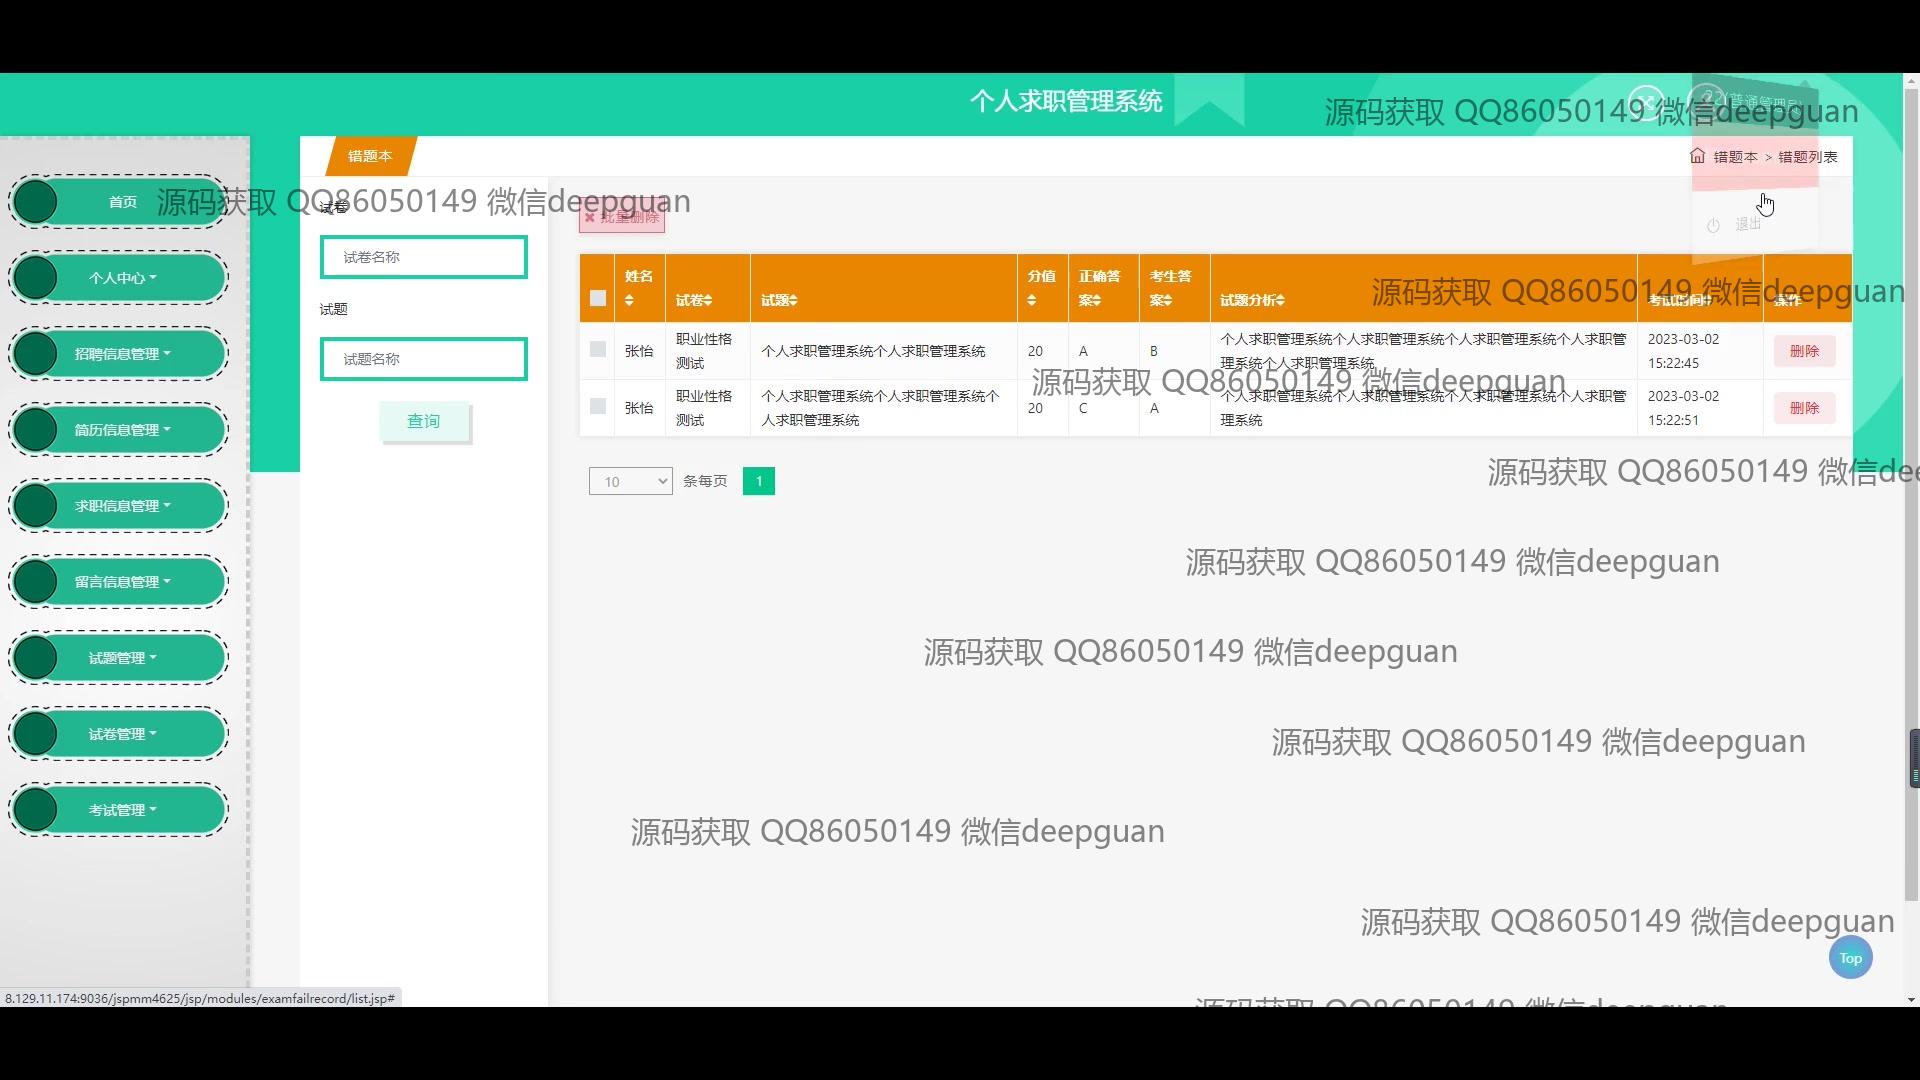 个人求职管理系统
源码获取 QQ86050149 微信deepguan
错题本
错题本 > 错题列表
首页
源码获取 QQ86050149 微信deepguan
试卷
批量删除
退出
试卷名称
个人中心
试题
试题名称
查询
招聘信息管理
简历信息管理
求职信息管理
留言信息管理
试题管理
试卷管理
考试管理
姓名 试卷 试题 分值 正确答案 考生答案 试题分析 考试时间 操作
源码获取 QQ86050149 微信deepguan
张怡 职业性格测试 个人求职管理系统个人求职管理系统 20 A B 个人求职管理系统个人求职管理系统个人求职管理系统个人求职管理系统个人求职管理系统 2023-03-02 15:22:45 删除
源码获取 QQ86050149 微信deepguan
张怡 职业性格测试 个人求职管理系统个人求职管理系统个人求职管理系统 20 C A 个人求职管理系统个人求职管理系统个人求职管理系统个人求职管理系统 2023-03-02 15:22:51 删除
10 条每页 1
源码获取 QQ86050149 微信dee
源码获取 QQ86050149 微信deepguan
源码获取 QQ86050149 微信deepguan
源码获取 QQ86050149 微信deepguan
源码获取 QQ86050149 微信deepguan
源码获取 QQ86050149 微信deepguan
Top
8.129.11.174:9036/jspmm4625/jsp/modules/examfailrecord/list.jsp#
源码获取 QQ86050149 微信deepguan